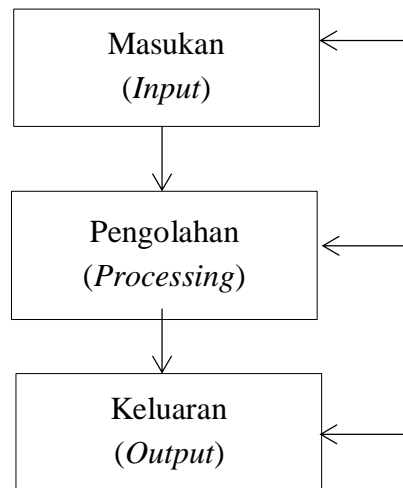 Masukan
(Input)
Pengolahan
(Processing)
Keluaran
(Output)